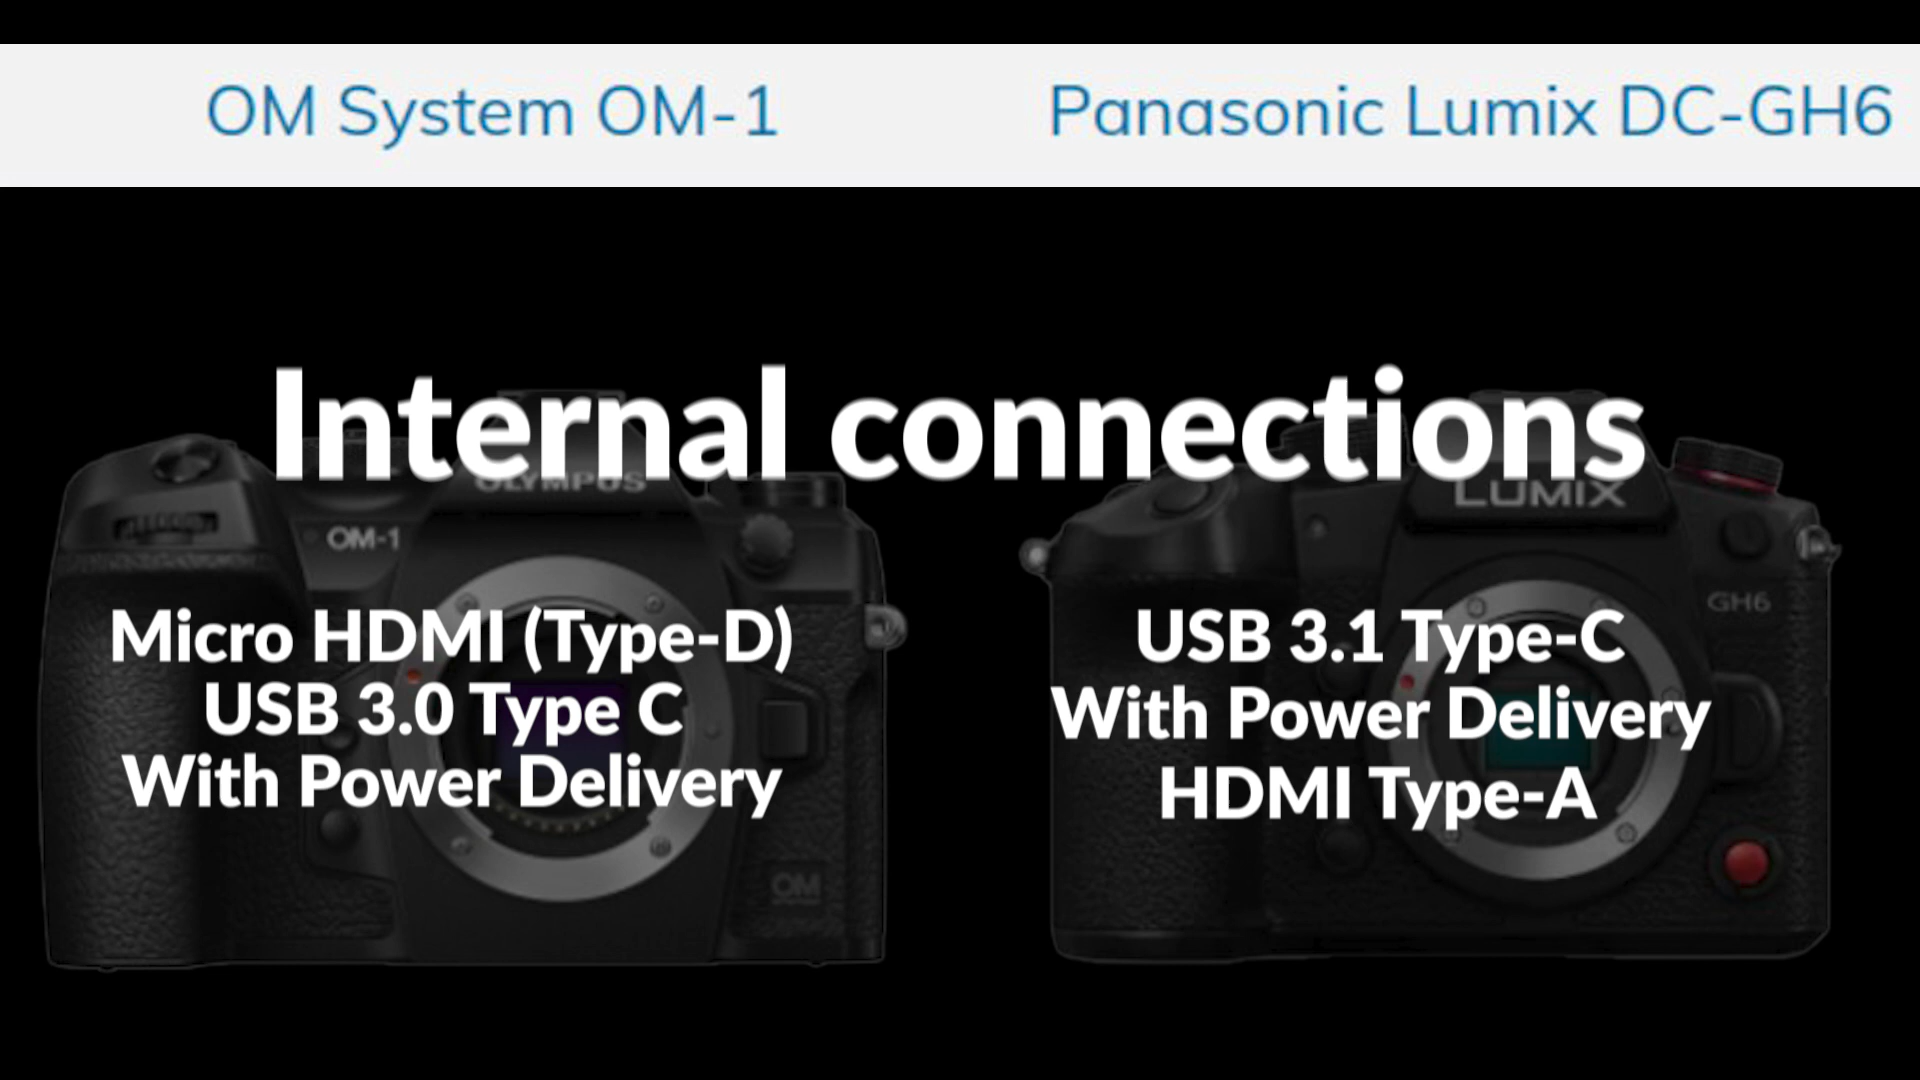 OM System OM-1
Panasonic Lumix DC-GH6
Internal connections
OLYMPUS
LUMIX
OM-1
GH6
Micro HDMI (Type-D)
USB 3.0 Type C
With Power Delivery
USB 3.1 Type-C
With Power Delivery
HDMI Type-A
OM